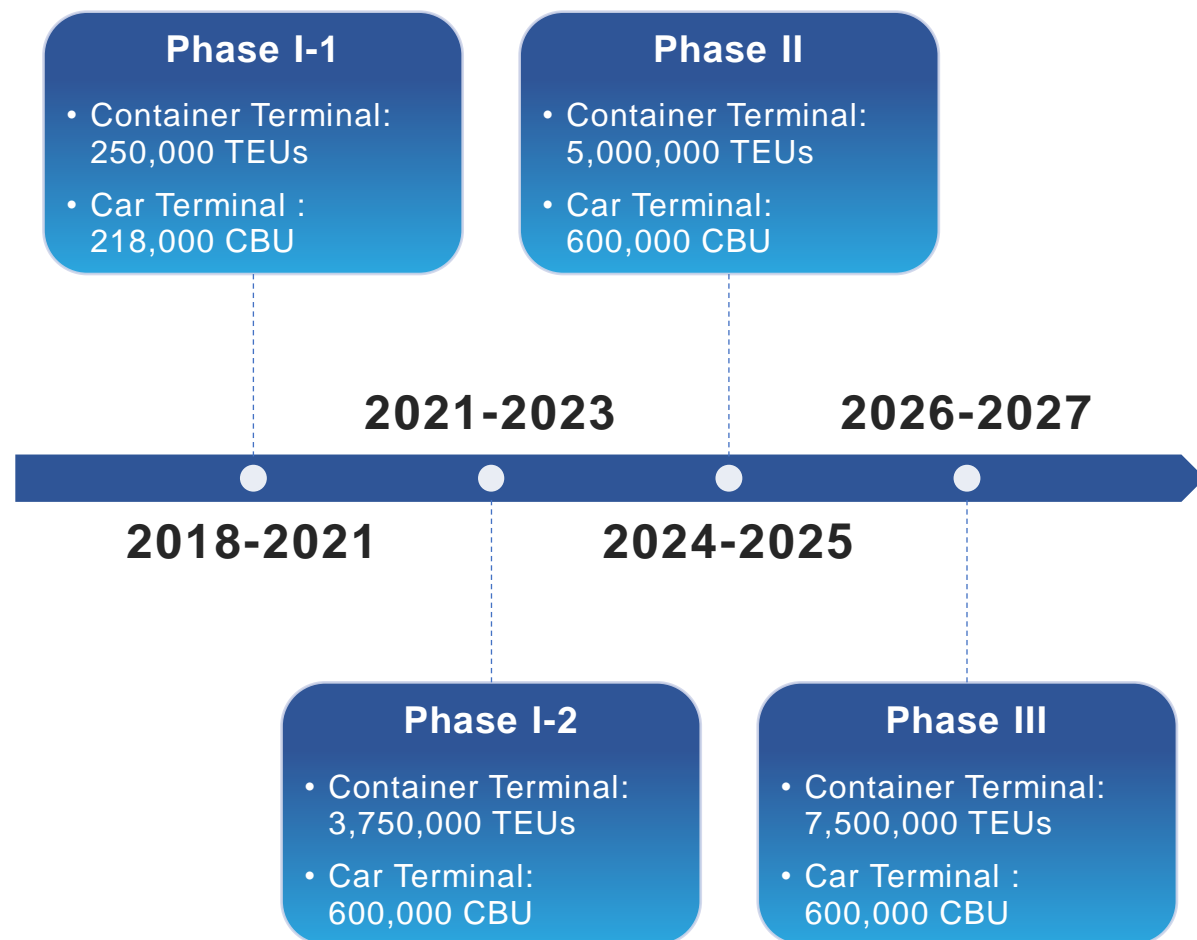 Phase I-1
• Container Terminal:
250,000 TEUs
• Car Terminal :
218,000 CBU
Phase II
• Container Terminal:
5,000,000 TEUs
• Car Terminal:
600,000 CBU
2021-2023
2026-2027
2018-2021
2024-2025
Phase I-2
• Container Terminal:
3,750,000 TEUs
• Car Terminal:
600,000 CBU
Phase III
• Container Terminal:
7,500,000 TEUs
• Car Terminal :
600,000 CBU